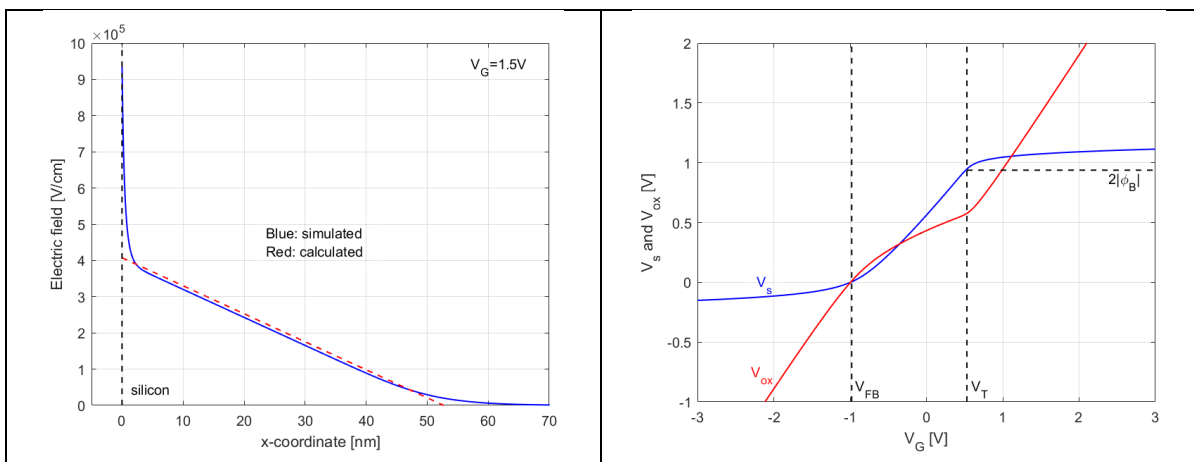 ×10⁵
10
9
8
7
6
5
4
3
2
1
0
Electric field [V/cm]
V_G=1.5V
Blue: simulated
Red: calculated
silicon
0 10 20 30 40 50 60 70
x-coordinate [nm]
2
1.5
1
0.5
0
-0.5
-1
V_s and V_ox [V]
2|ϕ_B|
V_s
V_ox
V_FB
V_T
-3 -2 -1 0 1 2 3
V_G [V]